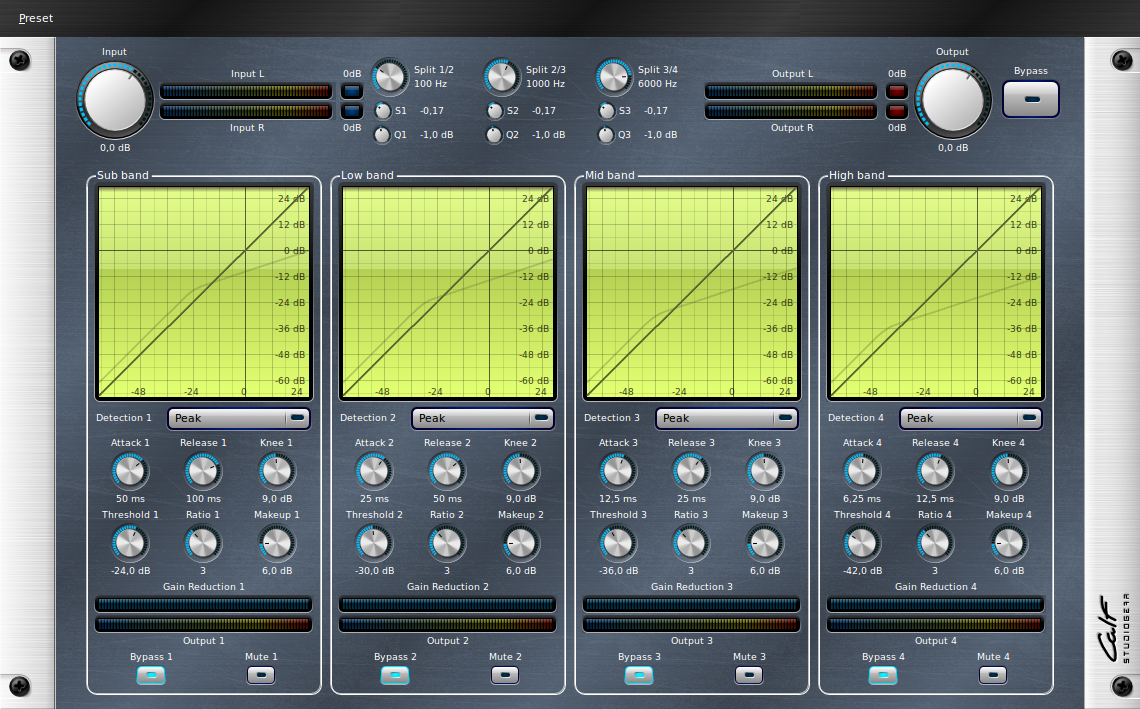 Preset
Input
Output
Input L 0dB
Input R 0dB
0,0 dB
Split 1/2
100 Hz
S1 -0,17
Q1 -1,0 dB
Split 2/3
1000 Hz
S2 -0,17
Q2 -1,0 dB
Split 3/4
6000 Hz
S3 -0,17
Q3 -1,0 dB
Output L 0dB
Output R 0dB
0,0 dB
Bypass
Sub band
24 dB
12 dB
0 dB
-12 dB
-24 dB
-36 dB
-48 dB
-60 dB
-48 -24 0 24
Detection 1 Peak
Attack 1 Release 1 Knee 1
50 ms 100 ms 9,0 dB
Threshold 1 Ratio 1 Makeup 1
-24,0 dB 3 6,0 dB
Gain Reduction 1
Output 1
Bypass 1 Mute 1
Low band
24 dB
12 dB
0 dB
-12 dB
-24 dB
-36 dB
-48 dB
-60 dB
-48 -24 0 24
Detection 2 Peak
Attack 2 Release 2 Knee 2
25 ms 50 ms 9,0 dB
Threshold 2 Ratio 2 Makeup 2
-30,0 dB 3 6,0 dB
Gain Reduction 2
Output 2
Bypass 2 Mute 2
Mid band
24 dB
12 dB
0 dB
-12 dB
-24 dB
-36 dB
-48 dB
-60 dB
-48 -24 0 24
Detection 3 Peak
Attack 3 Release 3 Knee 3
12,5 ms 25 ms 9,0 dB
Threshold 3 Ratio 3 Makeup 3
-36,0 dB 3 6,0 dB
Gain Reduction 3
Output 3
Bypass 3 Mute 3
High band
24 dB
12 dB
0 dB
-12 dB
-24 dB
-36 dB
-48 dB
-60 dB
-48 -24 0 24
Detection 4 Peak
Attack 4 Release 4 Knee 4
6,25 ms 12,5 ms 9,0 dB
Threshold 4 Ratio 4 Makeup 4
-42,0 dB 3 6,0 dB
Gain Reduction 4
Output 4
Bypass 4 Mute 4
Calf
STUDIOGEAR